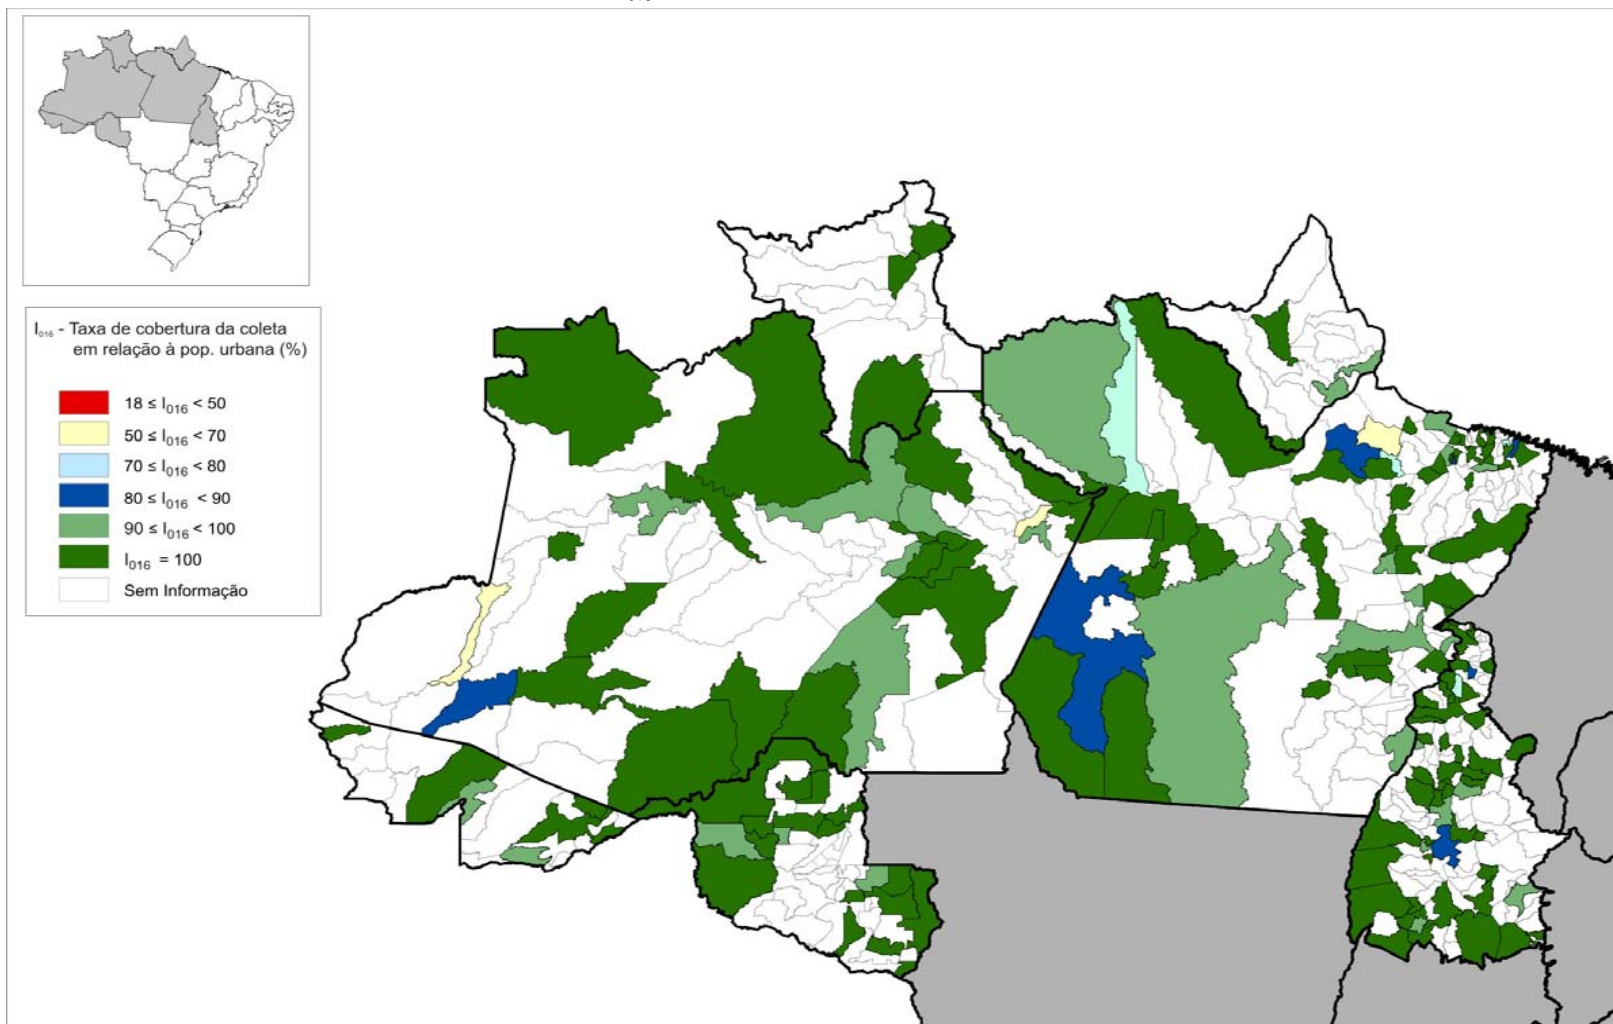 I016 - Taxa de cobertura da coleta
em relação à pop. urbana (%)
18 ≤ I016 < 50
50 ≤ I016 < 70
70 ≤ I016 < 80
80 ≤ I016 < 90
90 ≤ I016 < 100
I016 = 100
Sem Informação